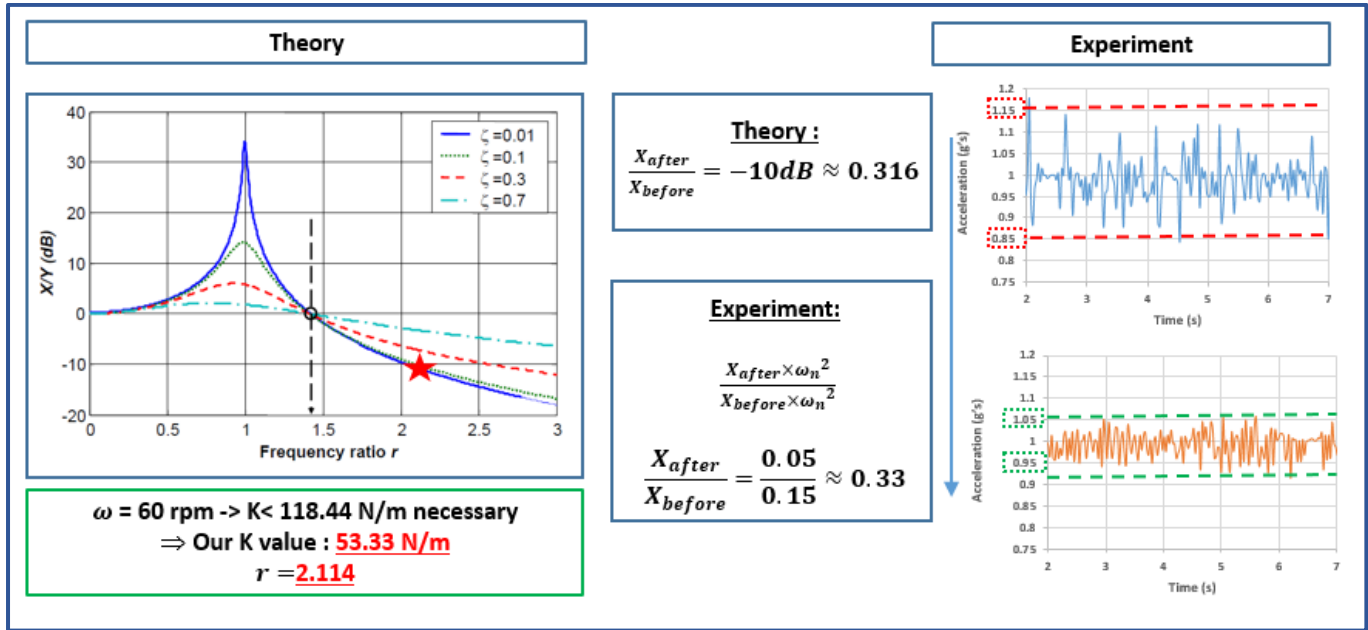 Theory
X/Y (dB)
40
30
20
10
0
-10
-20
ζ =0.01
ζ =0.1
ζ =0.3
ζ =0.7
0 0.5 1 1.5 2 2.5 3
Frequency ratio r
ω = 60 rpm -> K< 118.44 N/m necessary
⇒ Our K value : 53.33 N/m
r =2.114
Theory :
X_after / X_before = −10dB ≈ 0.316
Experiment:
X_after × ω_n² / X_before × ω_n²
X_after / X_before = 0.05 / 0.15 ≈ 0.33
Experiment
Acceleration (g's)
1.2
1.15
1.1
1.05
1
0.95
0.9
0.85
0.8
0.75
2 3 4 5 6 7
Time (s)
Acceleration (g's)
1.2
1.15
1.1
1.05
1
0.95
0.9
0.85
0.8
0.75
2 3 4 5 6 7
Time (s)